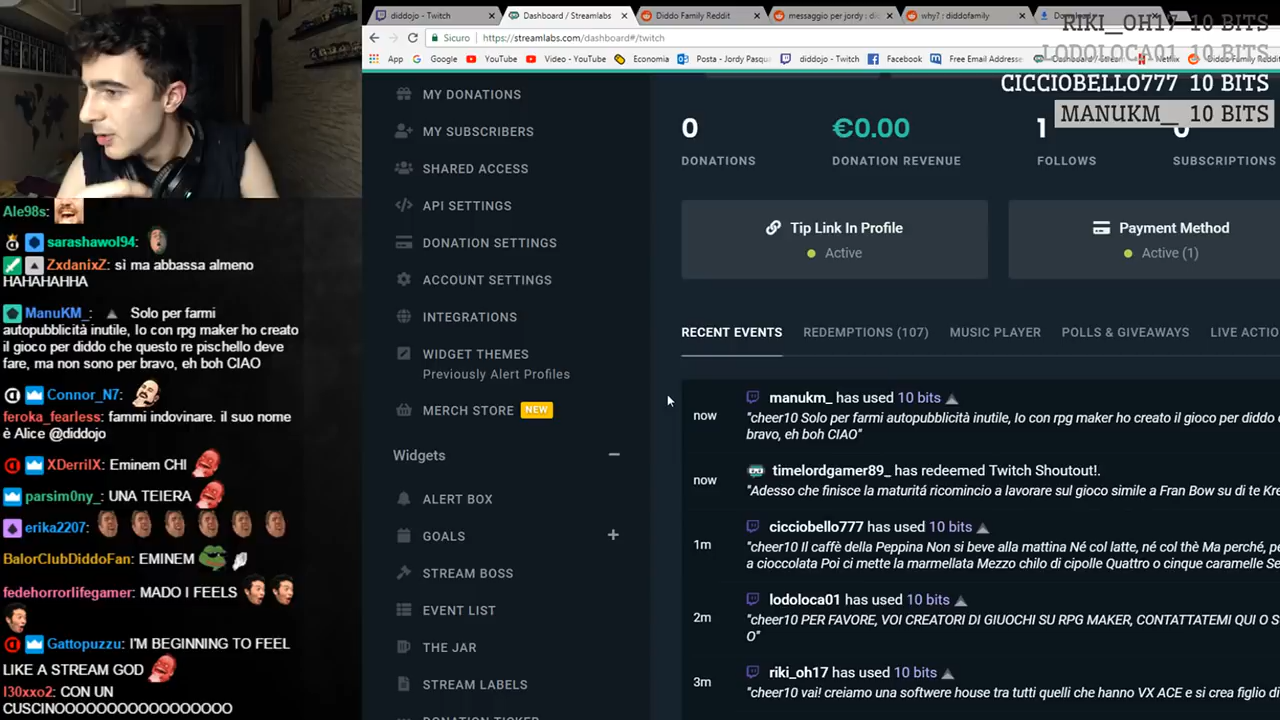 diddojo - Twitch
Dashboard / Streamlabs
Diddo Family Reddit
messaggio per jordy : di
why? : diddofamily
RIKI_OH17 10 BITS
Sicuro
https://streamlabs.com/dashboard#/twitch
LODOLOCA01 10 BITS
App
Google
YouTube
Video - YouTube
Economia
Posta - Jordy Pasqua
diddojo - Twitch
Facebook
Free Email Addresse
CICCIOBELLO777 10 BITS
MANUKM_ 10 BITS
Ale98s:
sarashawol94:
ZxdanixZ: sì ma abbassa almeno
HAHAHAHHA
ManuKM_: Solo per farmi
autopubblicità inutile, Io con rpg maker ho creato
il gioco per diddo che questo re pischello deve
fare, ma non sono per bravo, eh boh CIAO
Connor_N7:
feroka_fearless: fammi indovinare. il suo nome
è Alice @diddojo
XDerrilX: Eminem CHI
parsim0ny_: UNA TEIERA
erika2207:
BalorClubDiddoFan: EMINEM
fedehorrorlifegamer: MADO I FEELS
Gattopuzzu: I'M BEGINNING TO FEEL
LIKE A STREAM GOD
l30xxo2: CON UN
CUSCINOOOOOOOOOOOOOOOOO
MY DONATIONS
MY SUBSCRIBERS
SHARED ACCESS
API SETTINGS
DONATION SETTINGS
ACCOUNT SETTINGS
INTEGRATIONS
WIDGET THEMES
Previously Alert Profiles
MERCH STORE NEW
Widgets
ALERT BOX
GOALS
STREAM BOSS
EVENT LIST
THE JAR
STREAM LABELS
DONATION TICKER
0
DONATIONS
€0.00
DONATION REVENUE
1
FOLLOWS
0
SUBSCRIPTIONS
Tip Link In Profile
Active
Payment Method
Active (1)
RECENT EVENTS
REDEMPTIONS (107)
MUSIC PLAYER
POLLS & GIVEAWAYS
LIVE ACTIO
now
manukm_ has used 10 bits
"cheer10 Solo per farmi autopubblicità inutile, Io con rpg maker ho creato il gioco per diddo c
bravo, eh boh CIAO"
now
timelordgamer89_ has redeemed Twitch Shoutout!.
"Adesso che finisce la maturitá ricomincio a lavorare sul gioco simile a Fran Bow su di te Kre
1m
cicciobello777 has used 10 bits
"cheer10 Il caffè della Peppina Non si beve alla mattina Né col latte, né col thè Ma perché, pe
a cioccolata Poi ci mette la marmellata Mezzo chilo di cipolle Quattro o cinque caramelle Se
2m
lodoloca01 has used 10 bits
"cheer10 PER FAVORE, VOI CREATORI DI GIUOCHI SU RPG MAKER, CONTATTATEMI QUI O S
O"
3m
riki_oh17 has used 10 bits
"cheer10 vai! creiamo una softwere house tra tutti quelli che hanno VX ACE e si crea figlio di